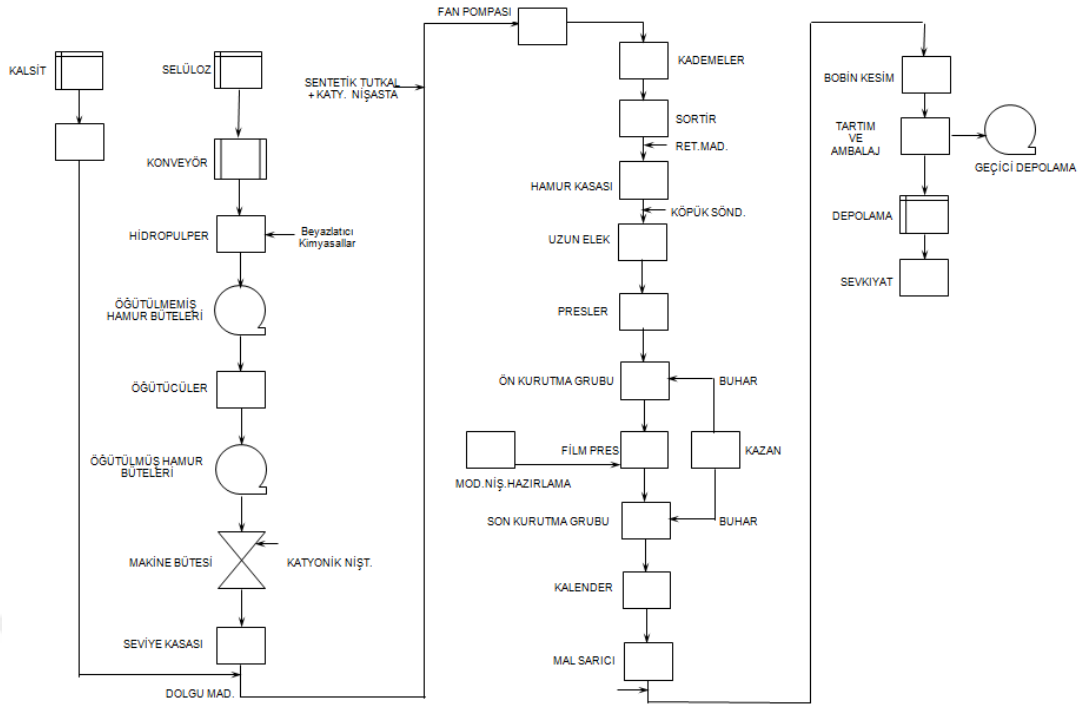 KALSİT
SELÜLOZ
KONVEYÖR
HİDROPULPER
Beyazlatıcı
Kimyasallar
ÖĞÜTÜLMEMİŞ
HAMUR BÜTELERİ
ÖĞÜTÜCÜLER
ÖĞÜTÜLMÜŞ HAMUR
BÜTELERİ
MAKİNE BÜTESİ
KATYONİK NİŞT.
SEVİYE KASASI
DOLGU MAD.
SENTETİK TUTKAL
+ KATY. NİŞASTA
FAN POMPASI
KADEMELER
SORTİR
RET.MAD.
HAMUR KASASI
KÖPÜK SÖND.
UZUN ELEK
PRESLER
ÖN KURUTMA GRUBU
BUHAR
FİLM PRES
KAZAN
MOD.NİŞ.HAZIRLAMA
SON KURUTMA GRUBU
BUHAR
KALENDER
MAL SARICI
BOBİN KESİM
TARTIM
VE
AMBALAJ
GEÇİCİ DEPOLAMA
DEPOLAMA
SEVKIYAT